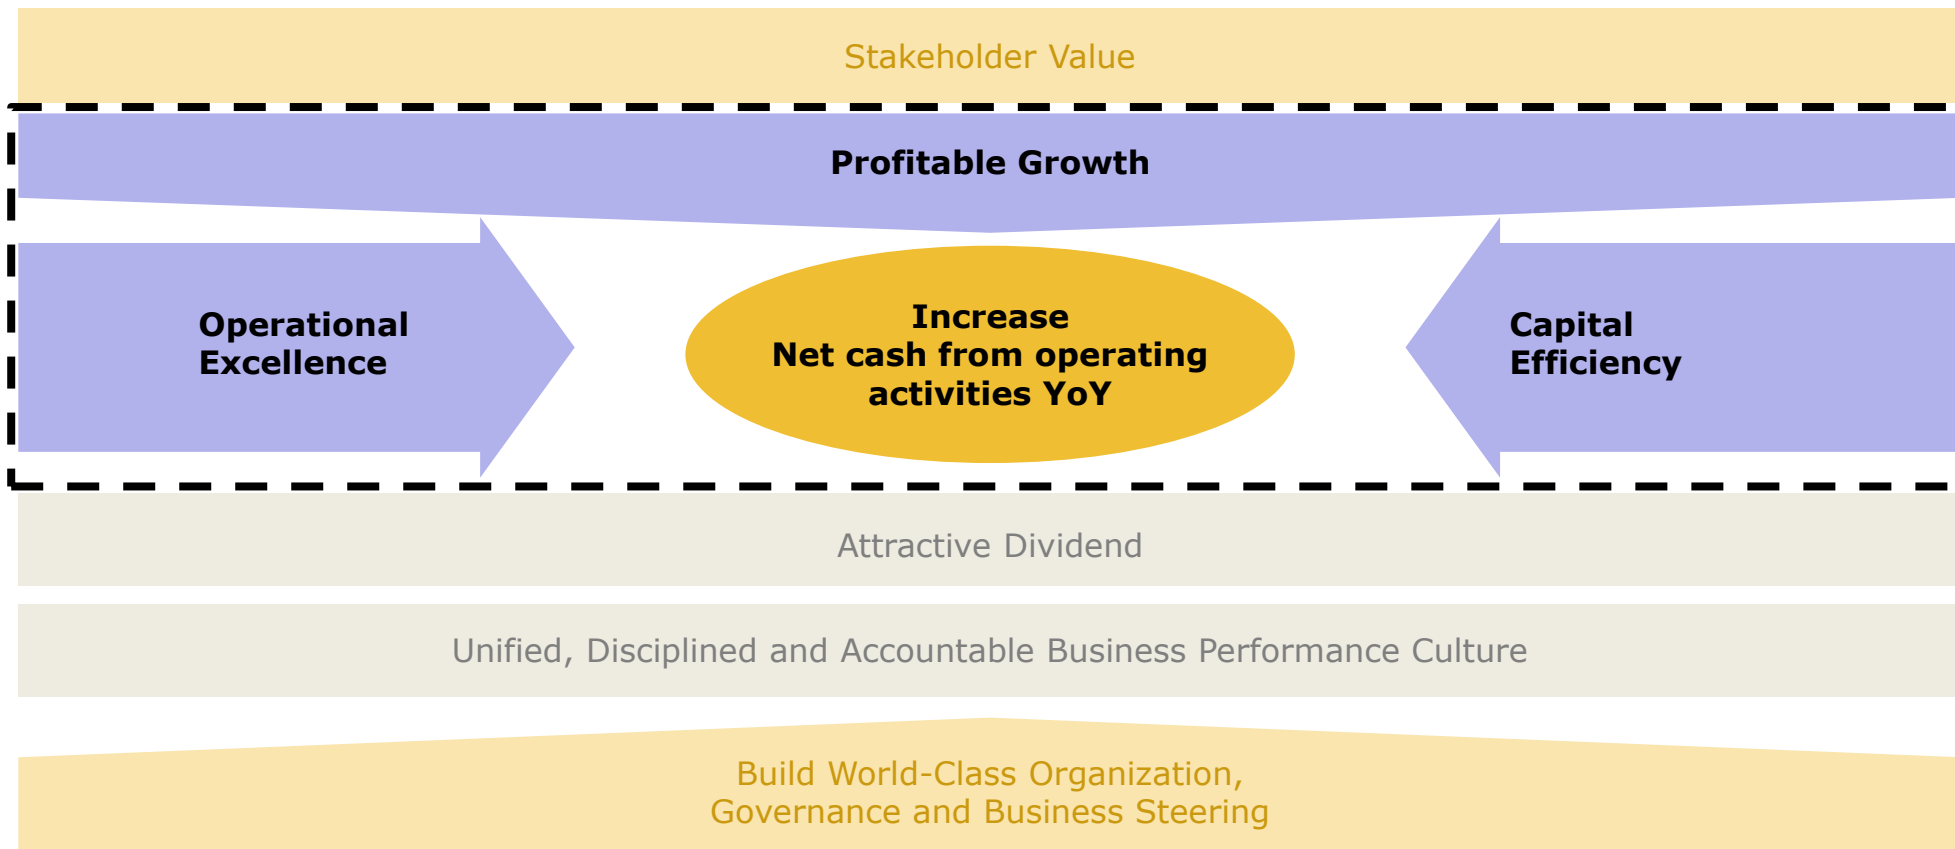 Stakeholder Value
Profitable Growth
Operational
Excellence
Increase
Net cash from operating
activities YoY
Capital
Efficiency
Attractive Dividend
Unified, Disciplined and Accountable Business Performance Culture
Build World-Class Organization,
Governance and Business Steering